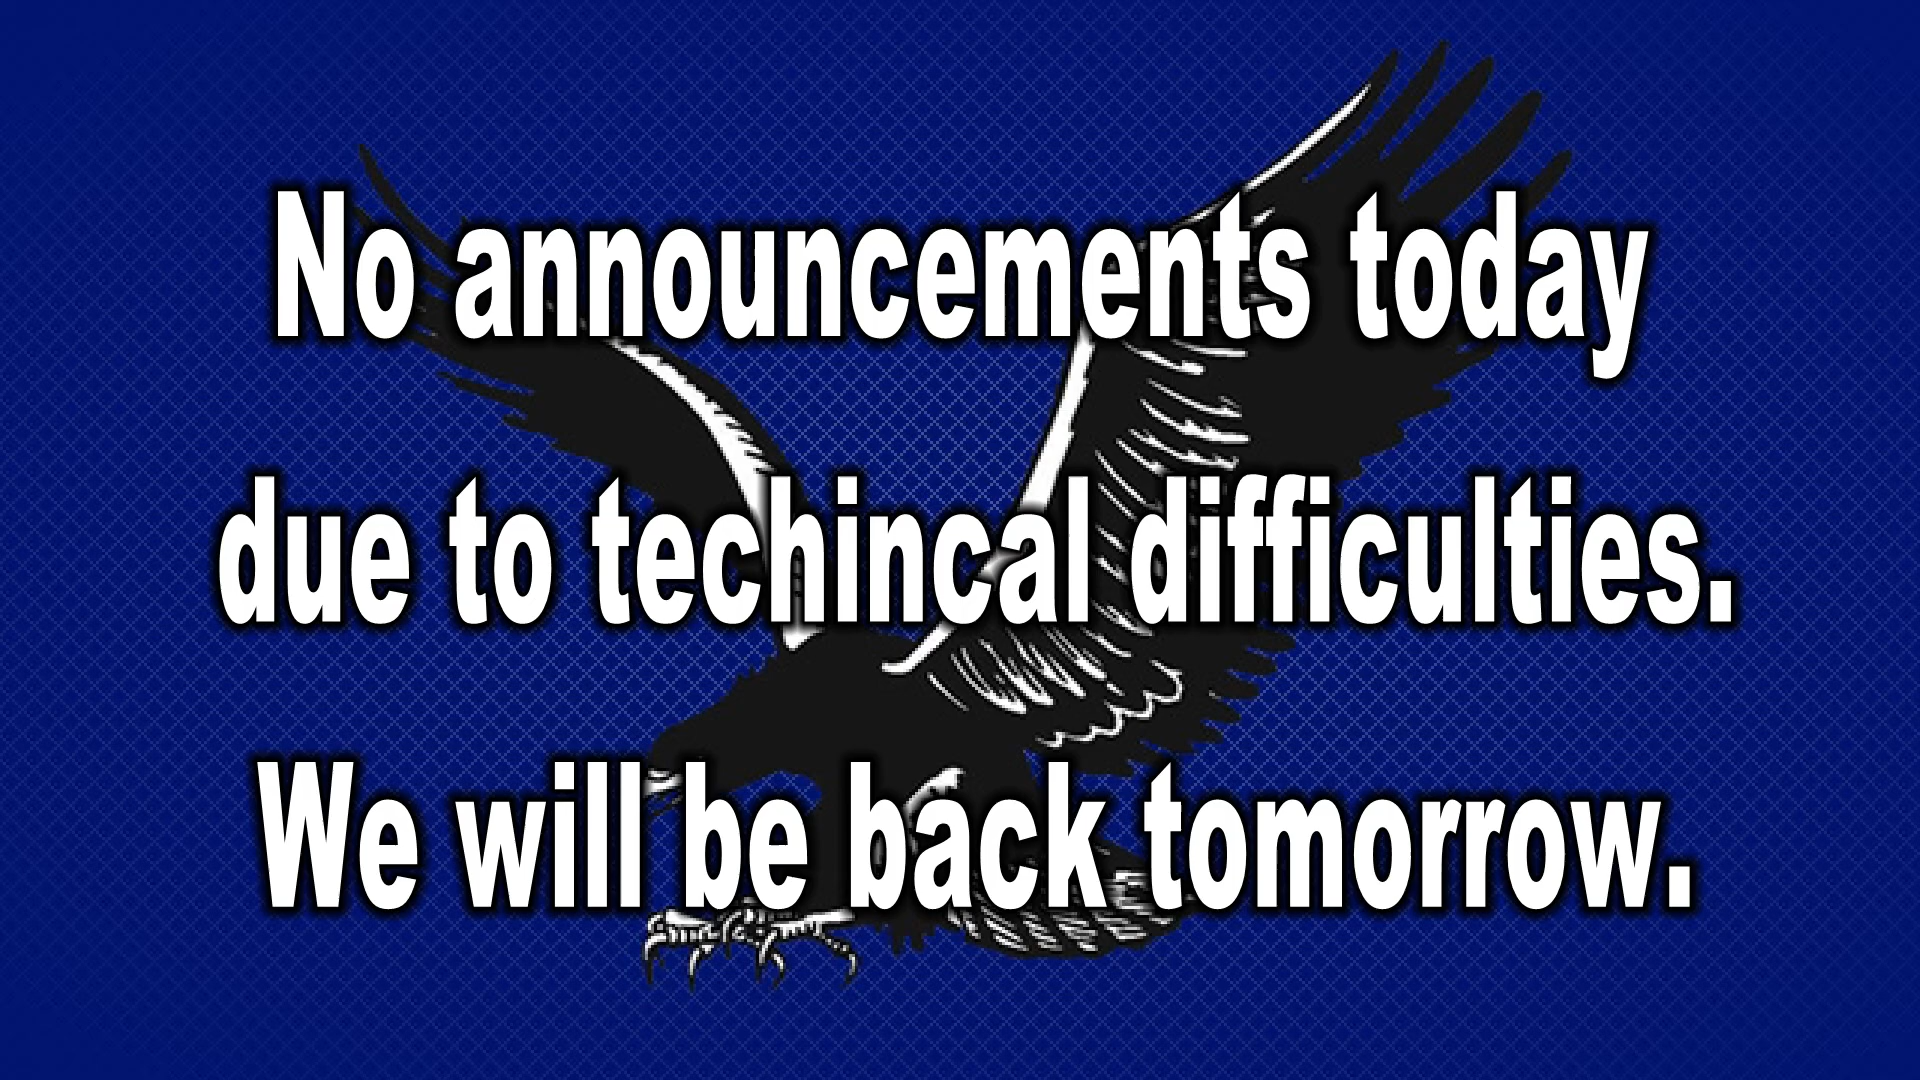 No announcements today
due to techincal difficulties.
We will be back tomorrow.